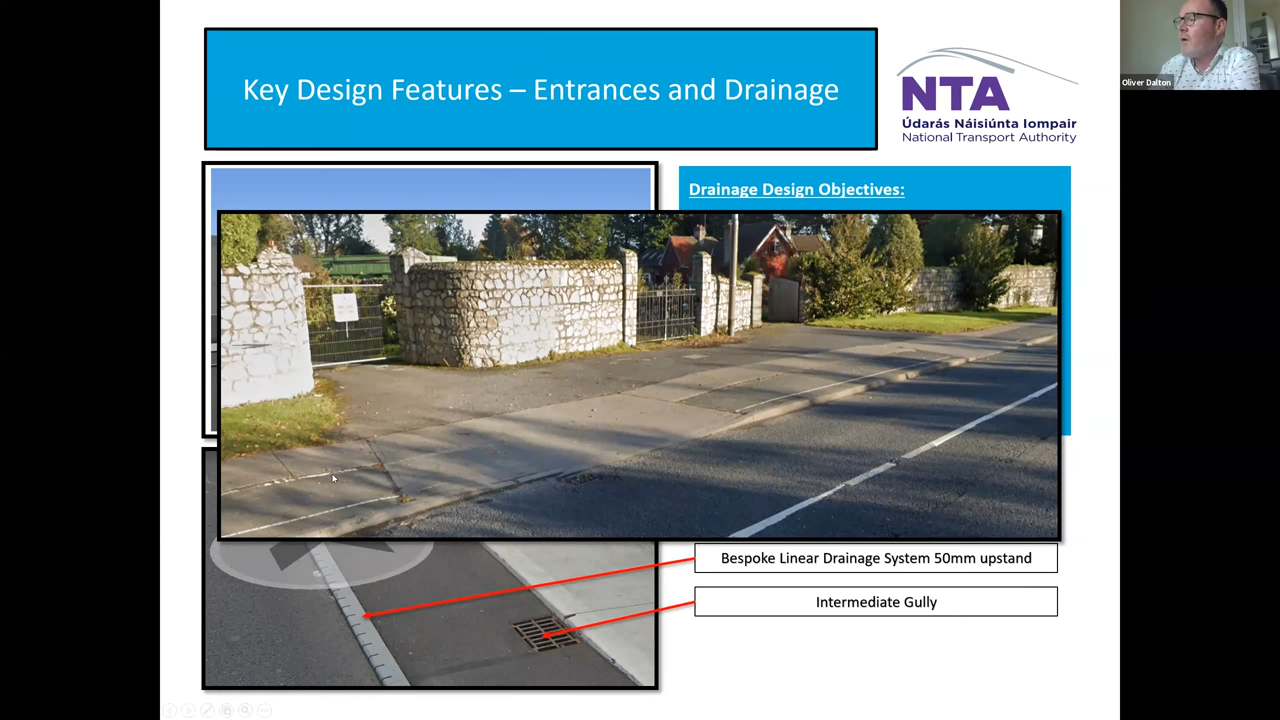 Key Design Features – Entrances and Drainage
NTA
Údarás Náisiúnta Iompair
National Transport Authority
Oliver Dalton
Drainage Design Objectives:
Bespoke Linear Drainage System 50mm upstand
Intermediate Gully